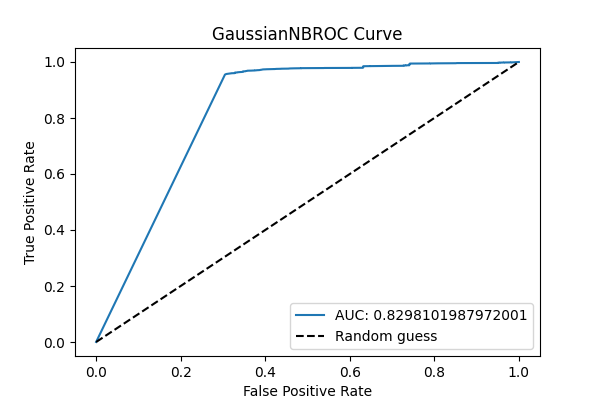 GaussianNBROC Curve
1.0
0.8
0.6
0.4
0.2
0.0
True Positive Rate
AUC: 0.8298101987972001
Random guess
0.0 0.2 0.4 0.6 0.8 1.0
False Positive Rate